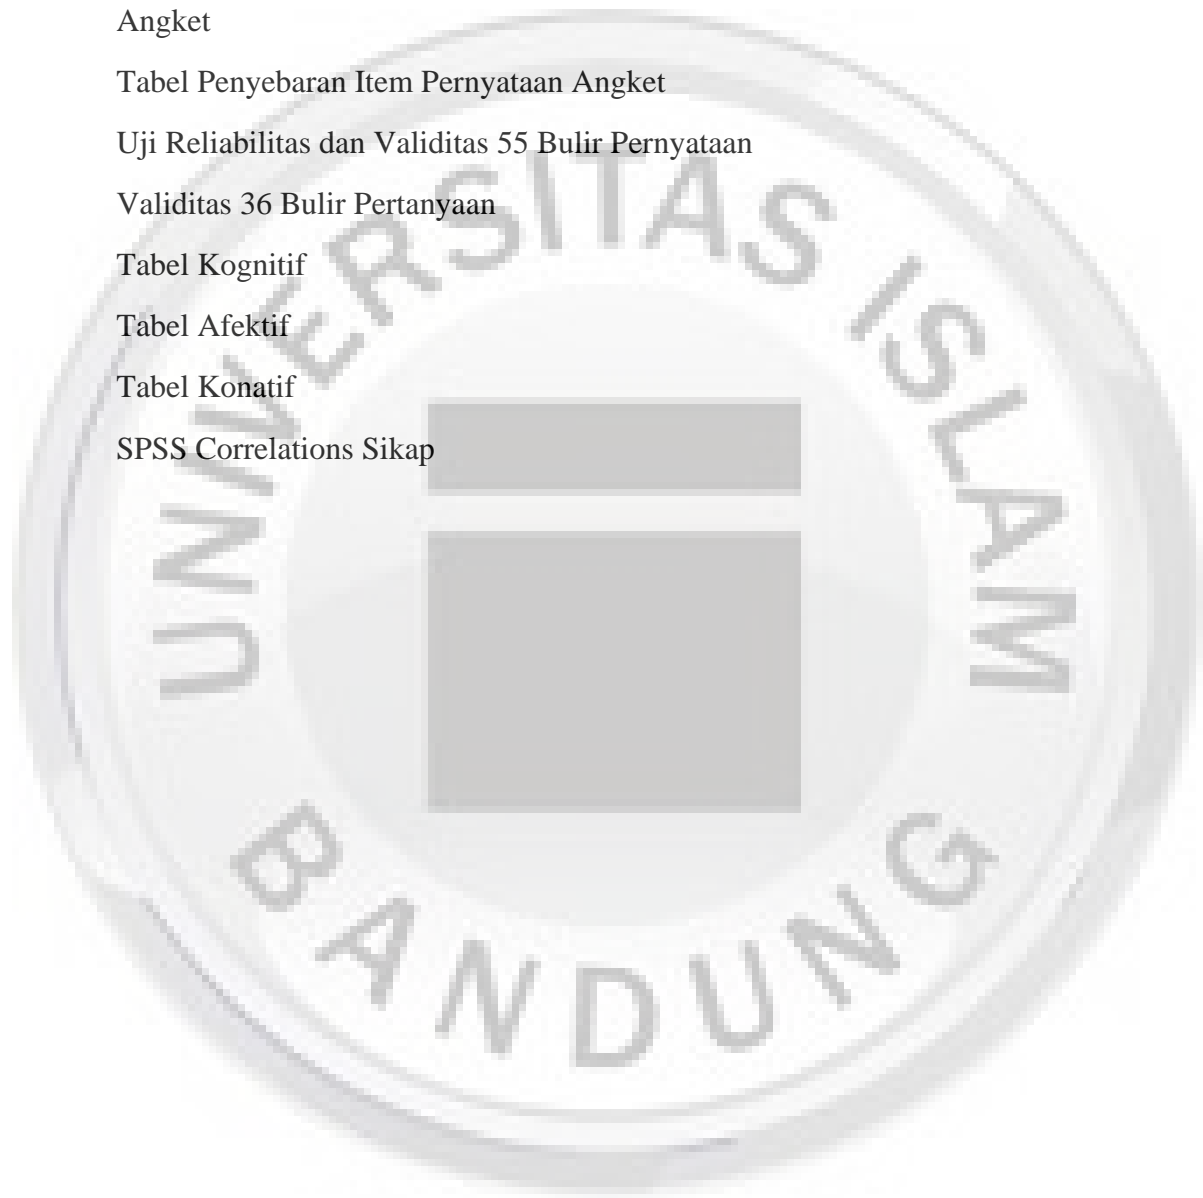 Angket
Tabel Penyebaran Item Pernyataan Angket
Uji Reliabilitas dan Validitas 55 Bulir Pernyataan
Validitas 36 Bulir Pertanyaan
Tabel Kognitif
Tabel Afektif
Tabel Konatif
SPSS Correlations Sikap
UNIVERSITAS ISLAM
BANDUNG